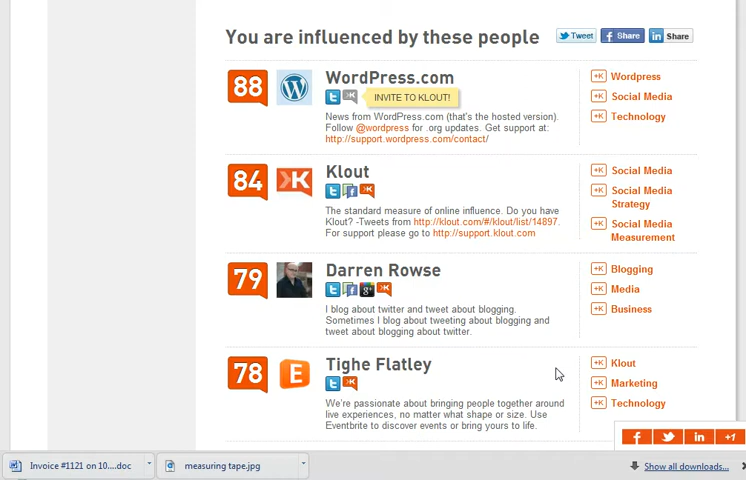 You are influenced by these people
Tweet
Share
Share
88
WordPress.com
INVITE TO KLOUT!
News from WordPress.com (that's the hosted version).
Follow @wordpress for .org updates. Get support at:
http://support.wordpress.com/contact/
+K Wordpress
+K Social Media
+K Technology
84
Klout
The standard measure of online influence. Do you have
Klout? -Tweets from http://klout.com/#/klout/list/14897.
For support please go to http://support.klout.com
+K Social Media
+K Social Media
Strategy
+K Social Media
Measurement
79
Darren Rowse
I blog about twitter and tweet about blogging.
Sometimes I blog about tweeting about blogging and
tweet about blogging about twitter.
+K Blogging
+K Media
+K Business
78
Tighe Flatley
We're passionate about bringing people together around
live experiences, no matter what shape or size. Use
Eventbrite to discover events or bring yours to life.
+K Klout
+K Marketing
+K Technology
+1
Invoice #1121 on 10....doc
measuring tape.jpg
Show all downloads...